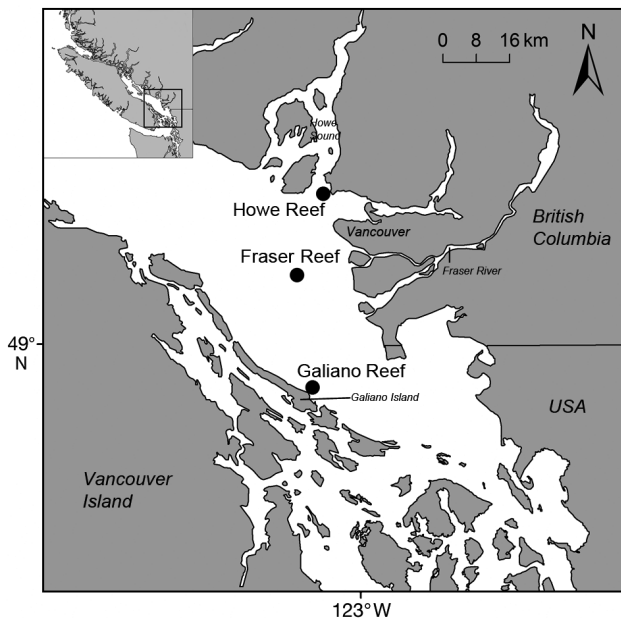 N
0 8 16 km
Howe
Sound
Howe Reef
Vancouver
British
Columbia
Fraser Reef
Fraser River
49°
N
Galiano Reef
Galiano Island
USA
Vancouver
Island
123°W